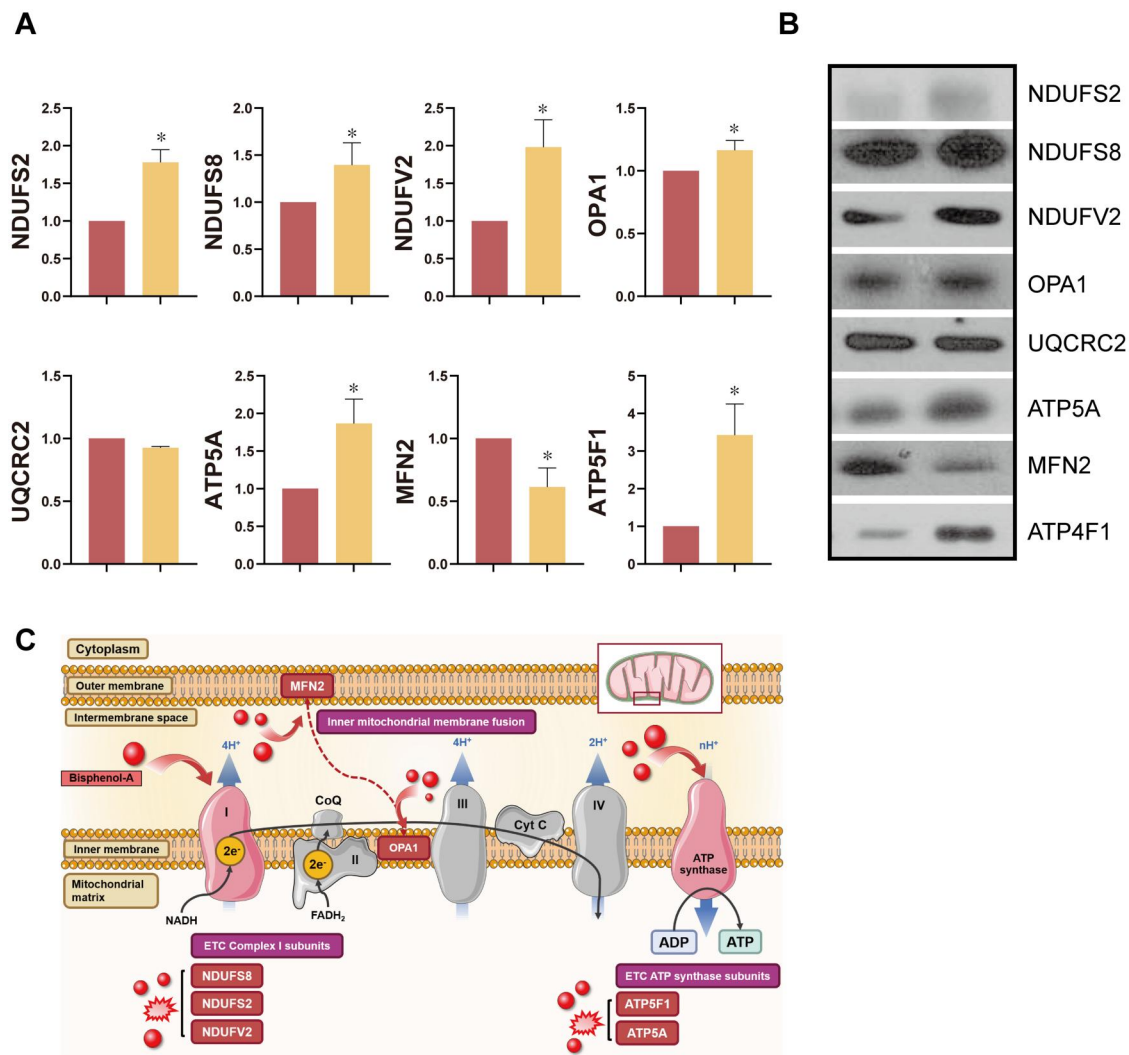 A
B
NDUFS2
2.5
2.0
1.5
1.0
0.5
0.0
*
NDUFS8
2.0
1.5
1.0
0.5
0.0
*
NDUFV2
2.5
2.0
1.5
1.0
0.5
0.0
*
OPA1
1.5
1.0
0.5
0.0
*
UQCRC2
1.5
1.0
0.5
0.0
ATP5A
2.5
2.0
1.5
1.0
0.5
0.0
*
MFN2
1.5
1.0
0.5
0.0
*
ATP5F1
5
4
3
2
1
0
*
NDUFS2
NDUFS8
NDUFV2
OPA1
UQCRC2
ATP5A
MFN2
ATP4F1
C
Cytoplasm
Outer membrane
MFN2
Intermembrane space
Inner mitochondrial membrane fusion
4H⁺
4H⁺
2H⁺
nH⁺
Bisphenol-A
I
CoQ
III
Cyt C
IV
Inner membrane
2e⁻
2e⁻
II
OPA1
ATP
synthase
Mitochondrial
matrix
NADH
FADH₂
ADP
ATP
ETC Complex I subunits
ETC ATP synthase subunits
NDUFS8
NDUFS2
NDUFV2
ATP5F1
ATP5A